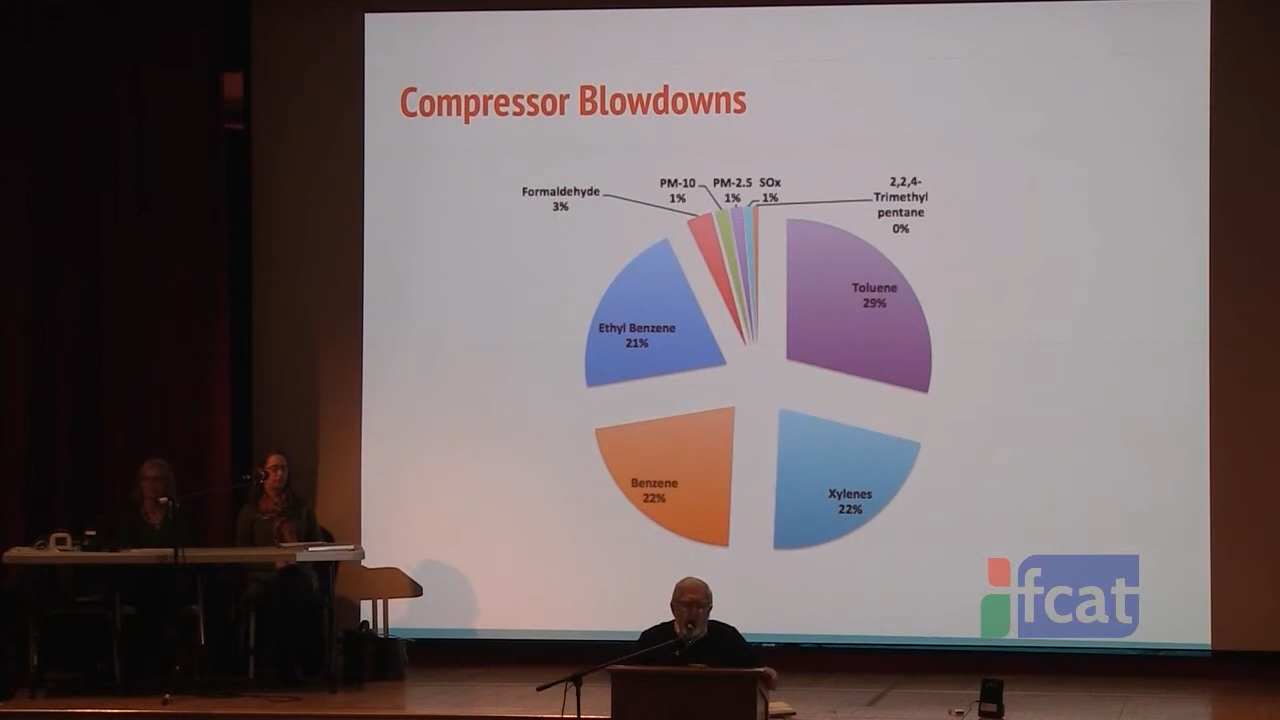 Compressor Blowdowns
Formaldehyde
3%
PM-10
1%
PM-2.5
1%
SOx
1%
2,2,4-
Trimethyl
pentane
0%
Toluene
29%
Ethyl Benzene
21%
Benzene
22%
Xylenes
22%
fcat